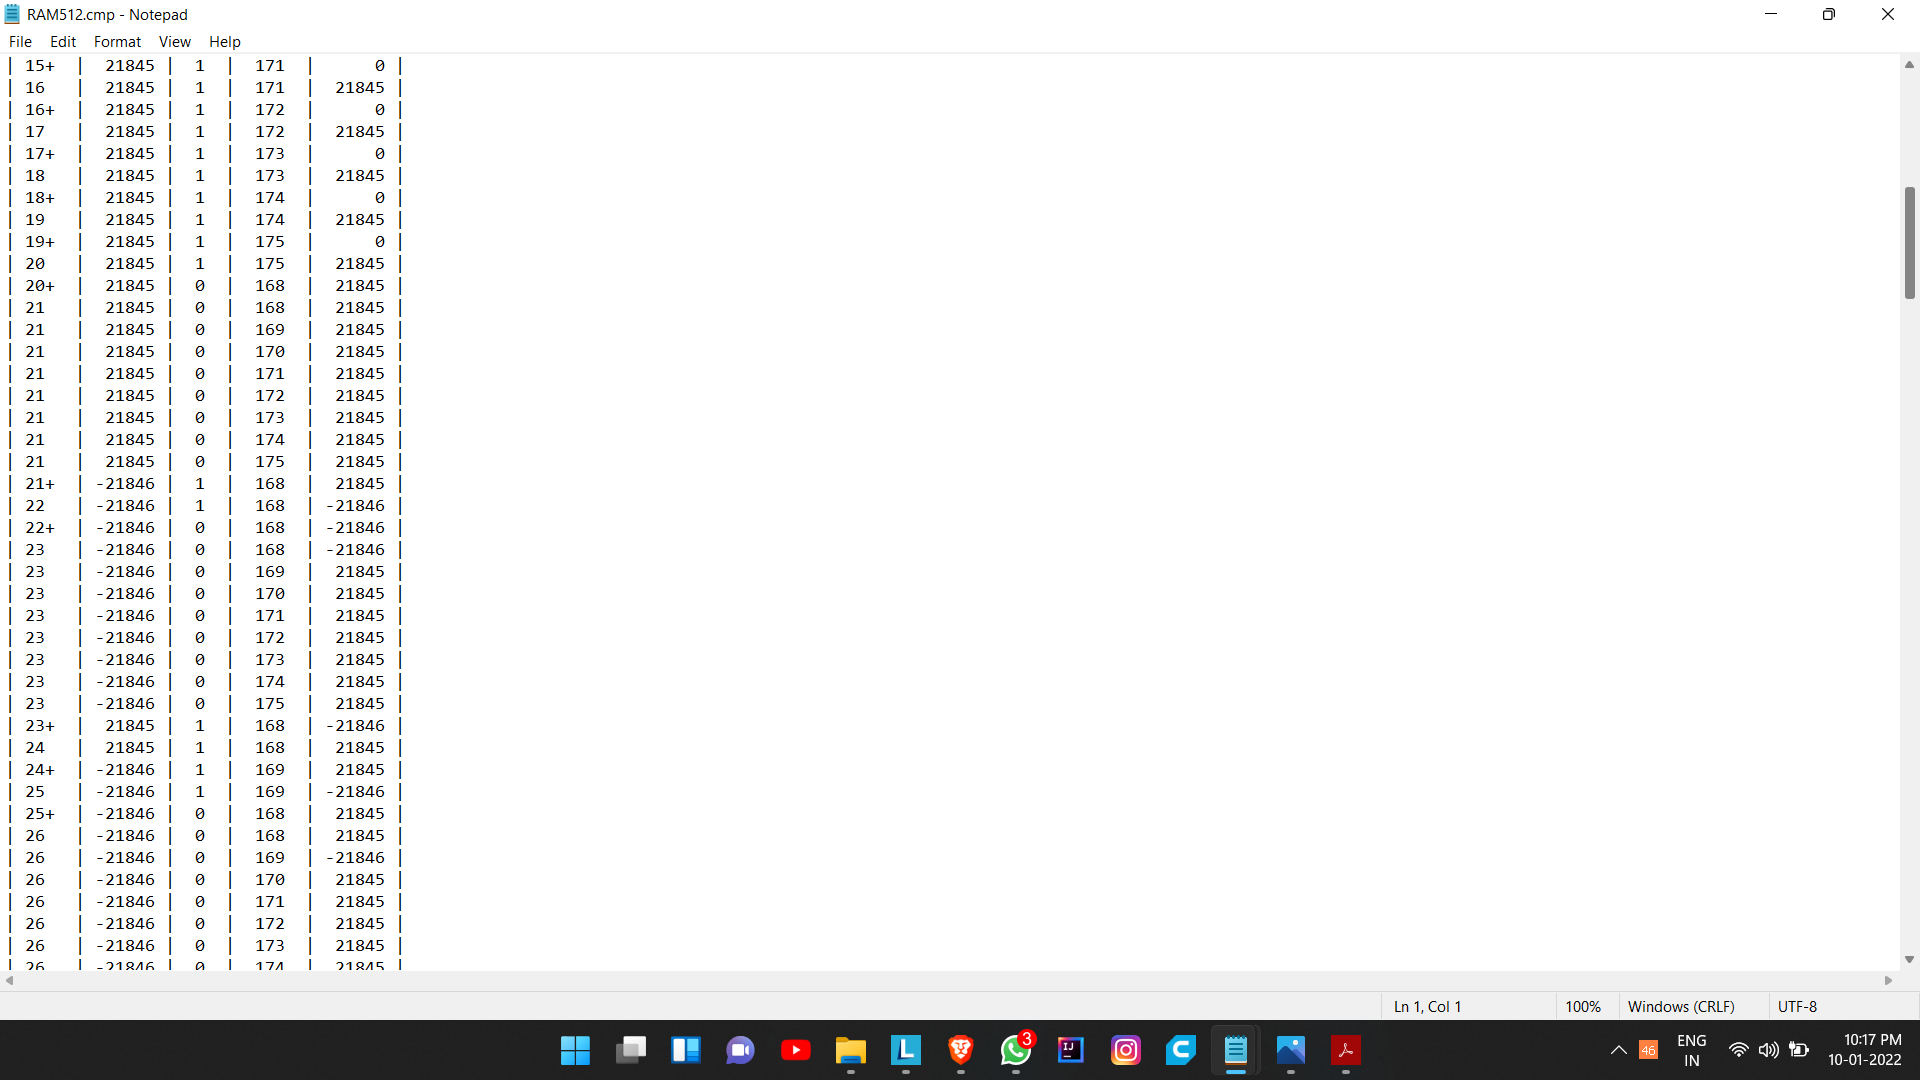 RAM512.cmp - Notepad
File Edit Format View Help
| 15+ | 21845 | 1 | 171 | 0 |
| 16 | 21845 | 1 | 171 | 21845 |
| 16+ | 21845 | 1 | 172 | 0 |
| 17 | 21845 | 1 | 172 | 21845 |
| 17+ | 21845 | 1 | 173 | 0 |
| 18 | 21845 | 1 | 173 | 21845 |
| 18+ | 21845 | 1 | 174 | 0 |
| 19 | 21845 | 1 | 174 | 21845 |
| 19+ | 21845 | 1 | 175 | 0 |
| 20 | 21845 | 1 | 175 | 21845 |
| 20+ | 21845 | 0 | 168 | 21845 |
| 21 | 21845 | 0 | 168 | 21845 |
| 21 | 21845 | 0 | 169 | 21845 |
| 21 | 21845 | 0 | 170 | 21845 |
| 21 | 21845 | 0 | 171 | 21845 |
| 21 | 21845 | 0 | 172 | 21845 |
| 21 | 21845 | 0 | 173 | 21845 |
| 21 | 21845 | 0 | 174 | 21845 |
| 21 | 21845 | 0 | 175 | 21845 |
| 21+ | -21846 | 1 | 168 | 21845 |
| 22 | -21846 | 1 | 168 | -21846 |
| 22+ | -21846 | 0 | 168 | -21846 |
| 23 | -21846 | 0 | 168 | -21846 |
| 23 | -21846 | 0 | 169 | 21845 |
| 23 | -21846 | 0 | 170 | 21845 |
| 23 | -21846 | 0 | 171 | 21845 |
| 23 | -21846 | 0 | 172 | 21845 |
| 23 | -21846 | 0 | 173 | 21845 |
| 23 | -21846 | 0 | 174 | 21845 |
| 23 | -21846 | 0 | 175 | 21845 |
| 23+ | 21845 | 1 | 168 | -21846 |
| 24 | 21845 | 1 | 168 | 21845 |
| 24+ | -21846 | 1 | 169 | 21845 |
| 25 | -21846 | 1 | 169 | -21846 |
| 25+ | -21846 | 0 | 168 | 21845 |
| 26 | -21846 | 0 | 168 | 21845 |
| 26 | -21846 | 0 | 169 | -21846 |
| 26 | -21846 | 0 | 170 | 21845 |
| 26 | -21846 | 0 | 171 | 21845 |
| 26 | -21846 | 0 | 172 | 21845 |
| 26 | -21846 | 0 | 173 | 21845 |
| 26 | -21846 | 0 | 174 | 21845 |
Ln 1, Col 1 100% Windows (CRLF) UTF-8
L 3 IJ C 46 ENG IN 10:17 PM
10-01-2022